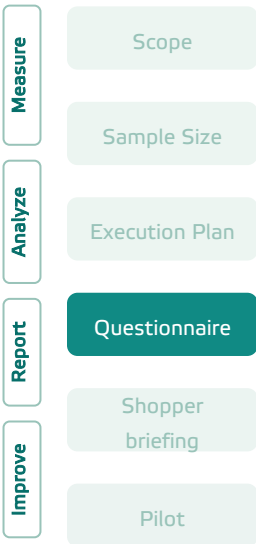 Measure
Analyze
Report
Improve
Scope
Sample Size
Execution Plan
Questionnaire
Shopper
briefing
Pilot